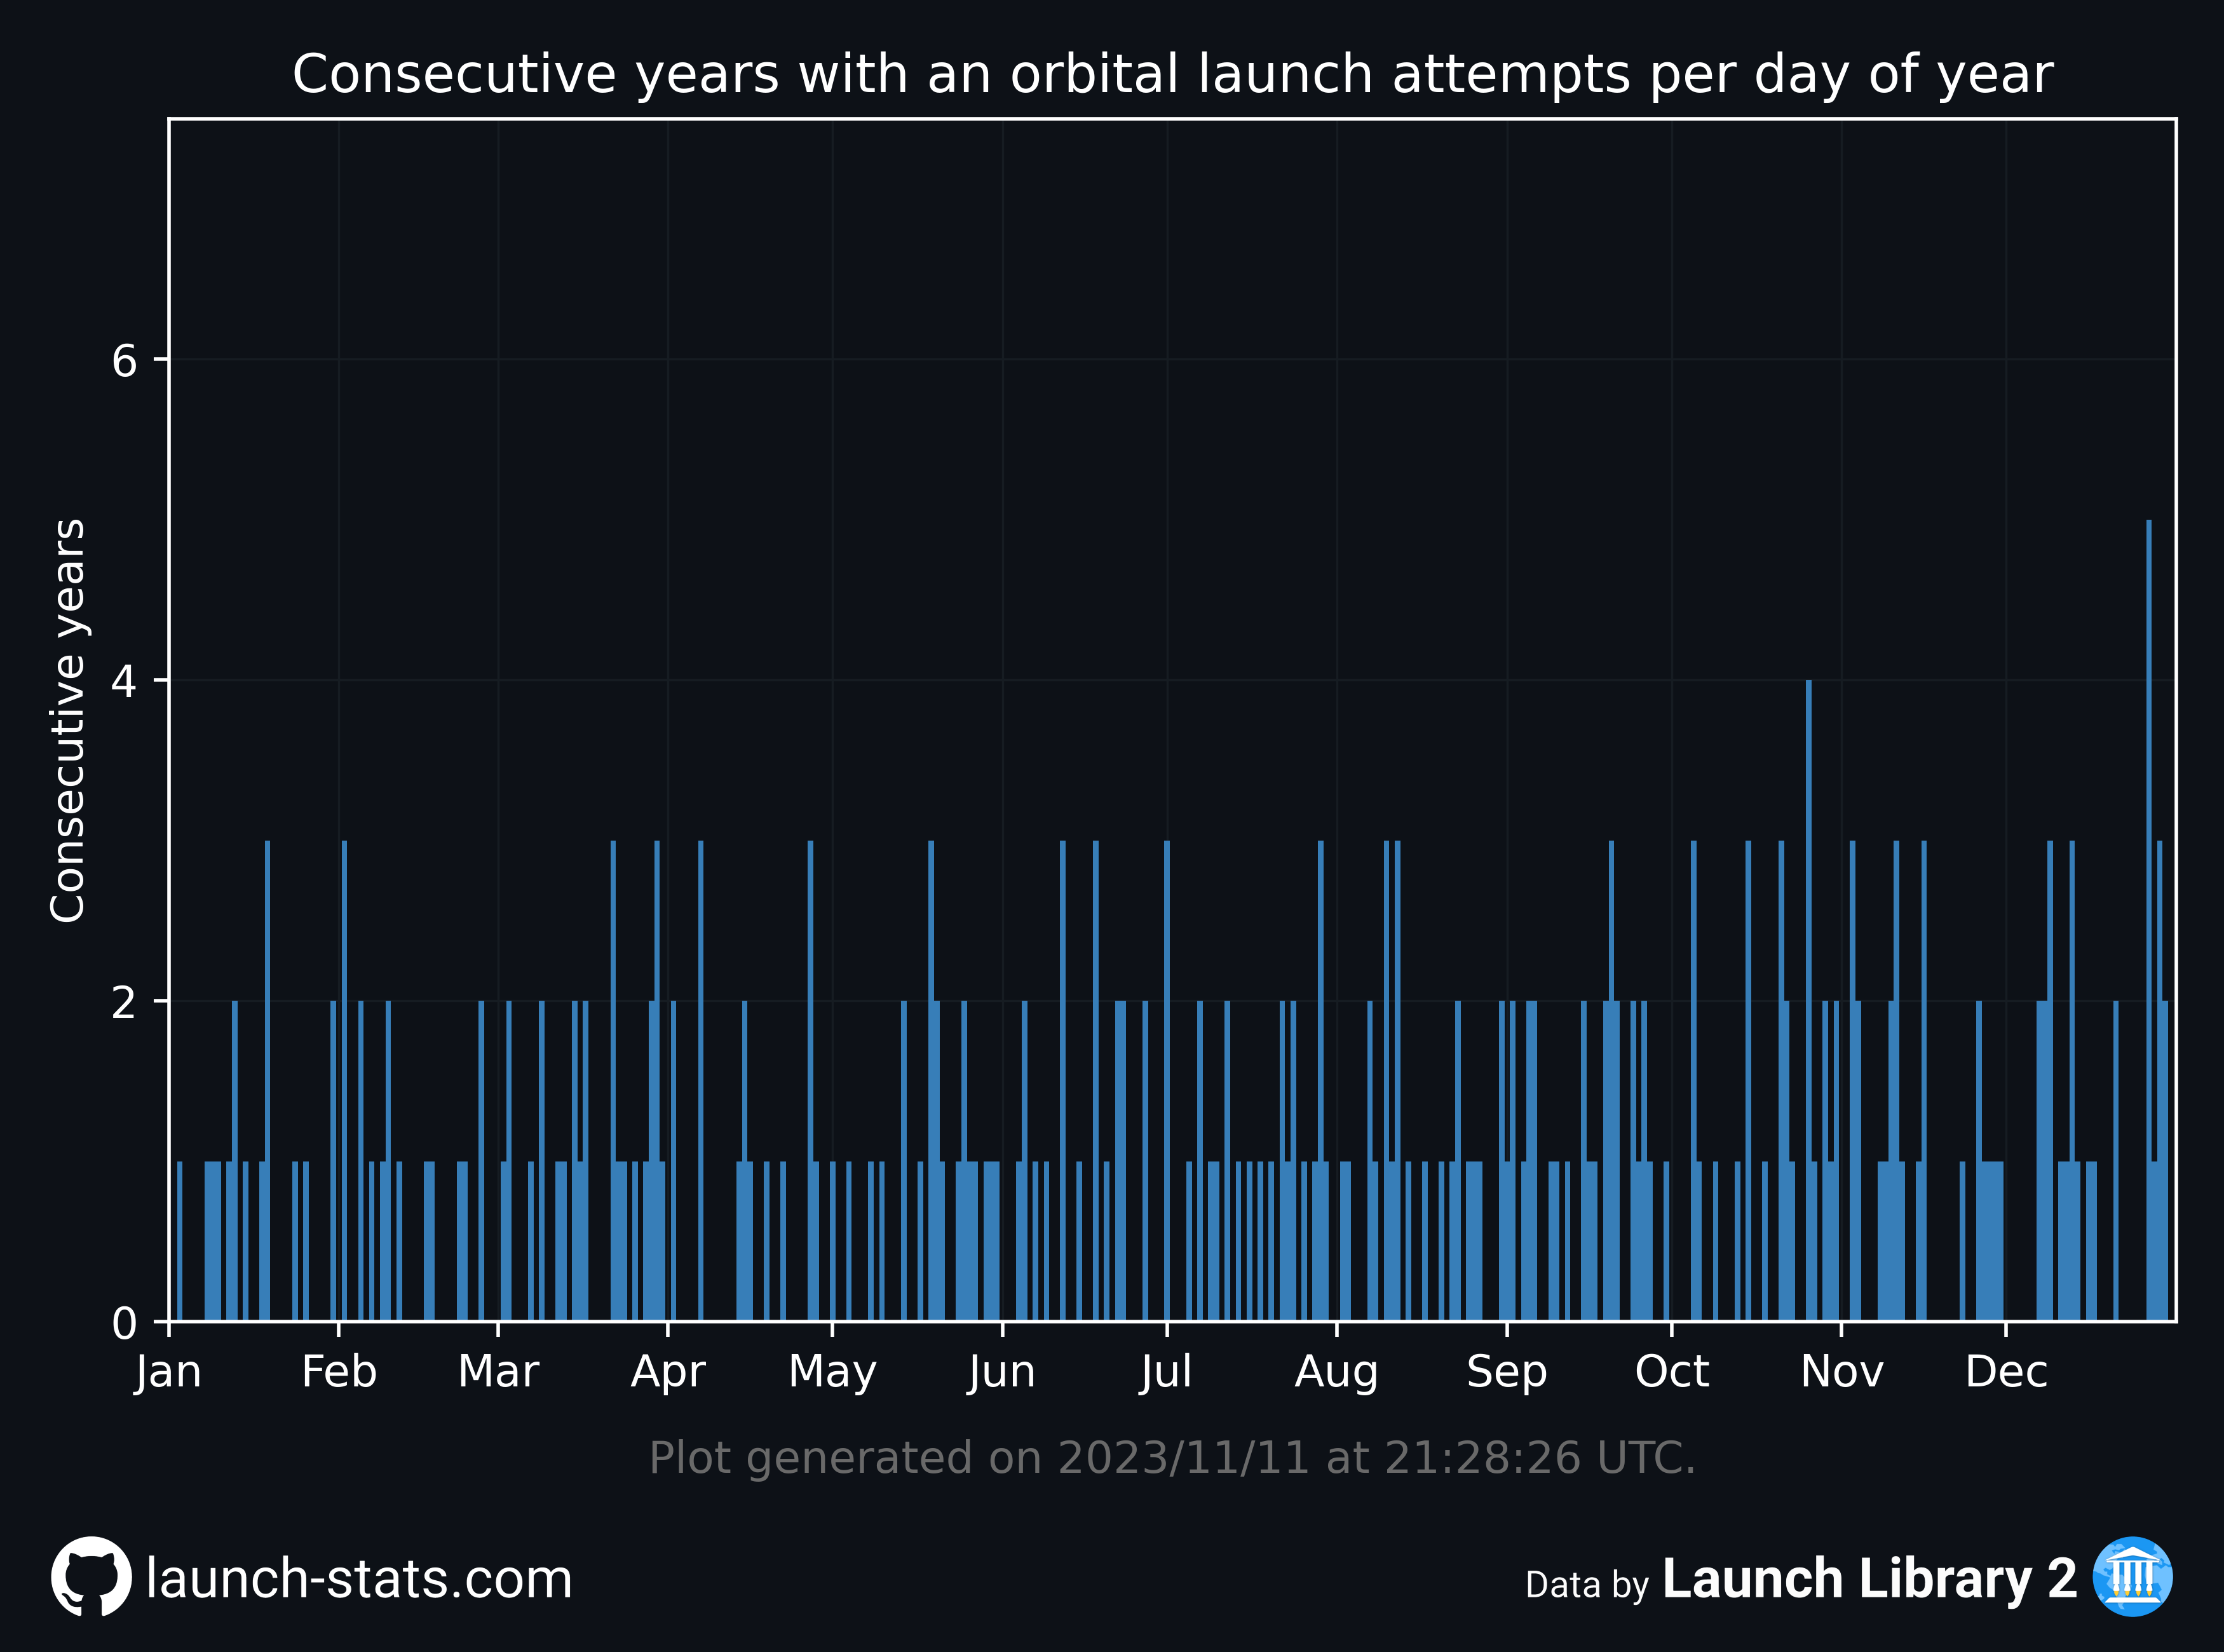 Consecutive years with an orbital launch attempts per day of year
Consecutive years
6
4
2
0
Jan Feb Mar Apr May Jun Jul Aug Sep Oct Nov Dec
Plot generated on 2023/11/11 at 21:28:26 UTC.
launch-stats.com
Data by Launch Library 2